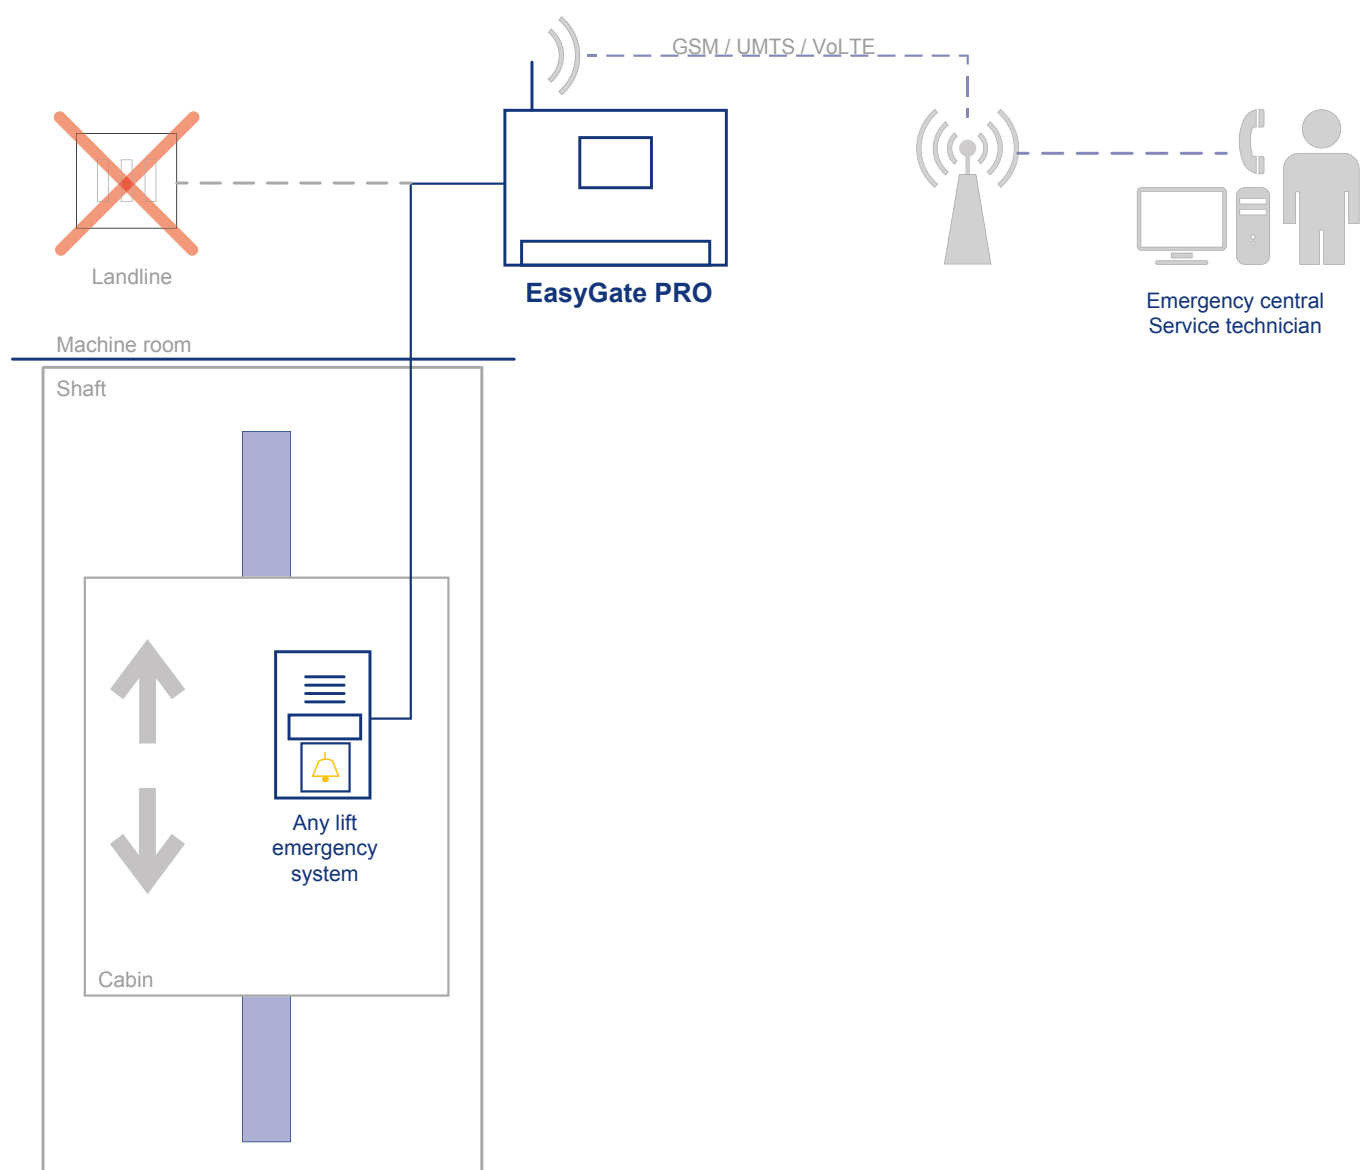 GSM / UMTS / VoLTE
Landline
EasyGate PRO
Emergency central
Service technician
Machine room
Shaft
Any lift
emergency
system
Cabin